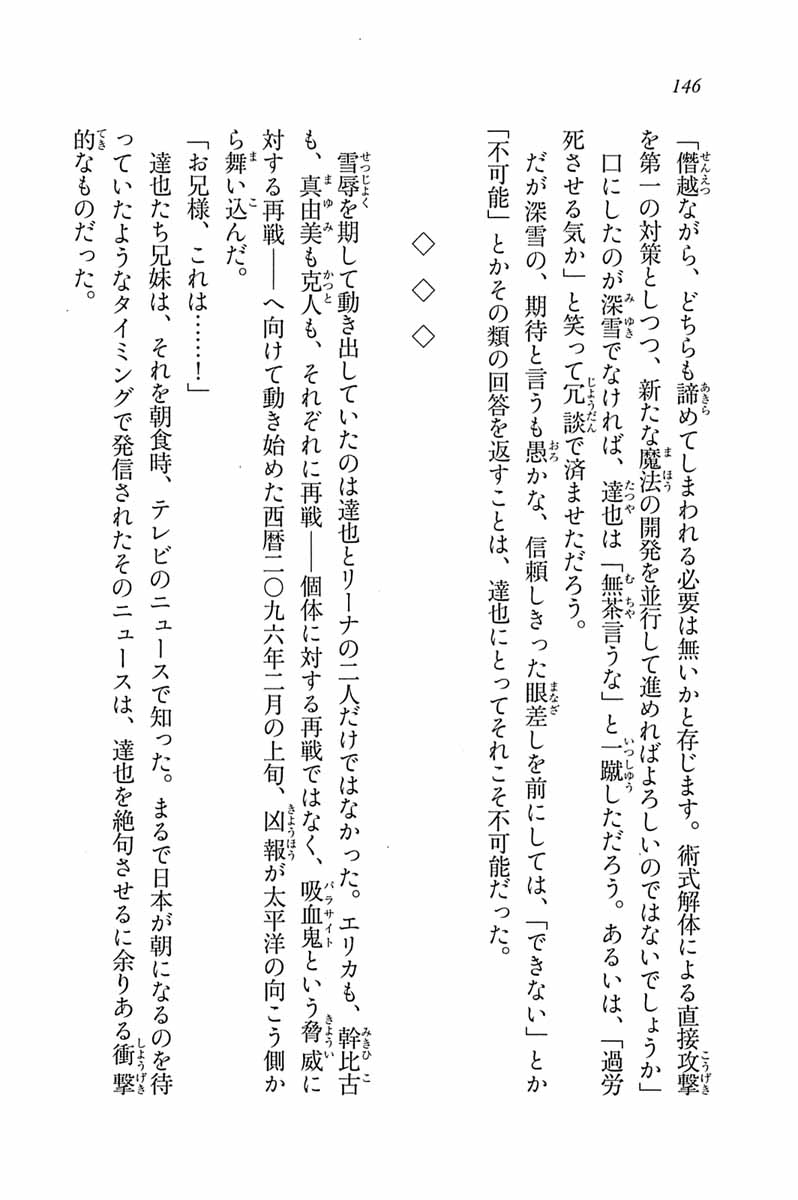 146
「僭越ながら、どちらも諦めてしまわれる必要は無いかと存じます。術式解体による直接攻撃
を第一の対策としつつ、新たな魔法の開発を並行して進めればよろしいのではないでしょうか」
口にしたのが深雪でなければ、達也は「無茶言うな」と一蹴しただろう。あるいは、「過労
死させる気か」と笑って冗談で済ませただろう。
だが深雪の、期待と言うも愚かな、信頼しきった眼差しを前にしては、「できない」とか
「不可能」とかその類の回答を返すことは、達也にとってそれこそ不可能だった。
◇ ◇ ◇
雪辱を期して動き出していたのは達也とリーナの二人だけではなかった。エリカも、幹比古
も、真由美も克人も、それぞれに再戦――個体に対する再戦ではなく、吸血鬼という脅威に
対する再戦――へ向けて動き始めた西暦二〇九六年二月の上旬、凶報が太平洋の向こう側か
ら舞い込んだ。
「お兄様、これは……！」
達也たち兄妹は、それを朝食時、テレビのニュースで知った。まるで日本が朝になるのを待
っていたようなタイミングで発信されたそのニュースは、達也を絶句させるに余りある衝撃
的なものだった。